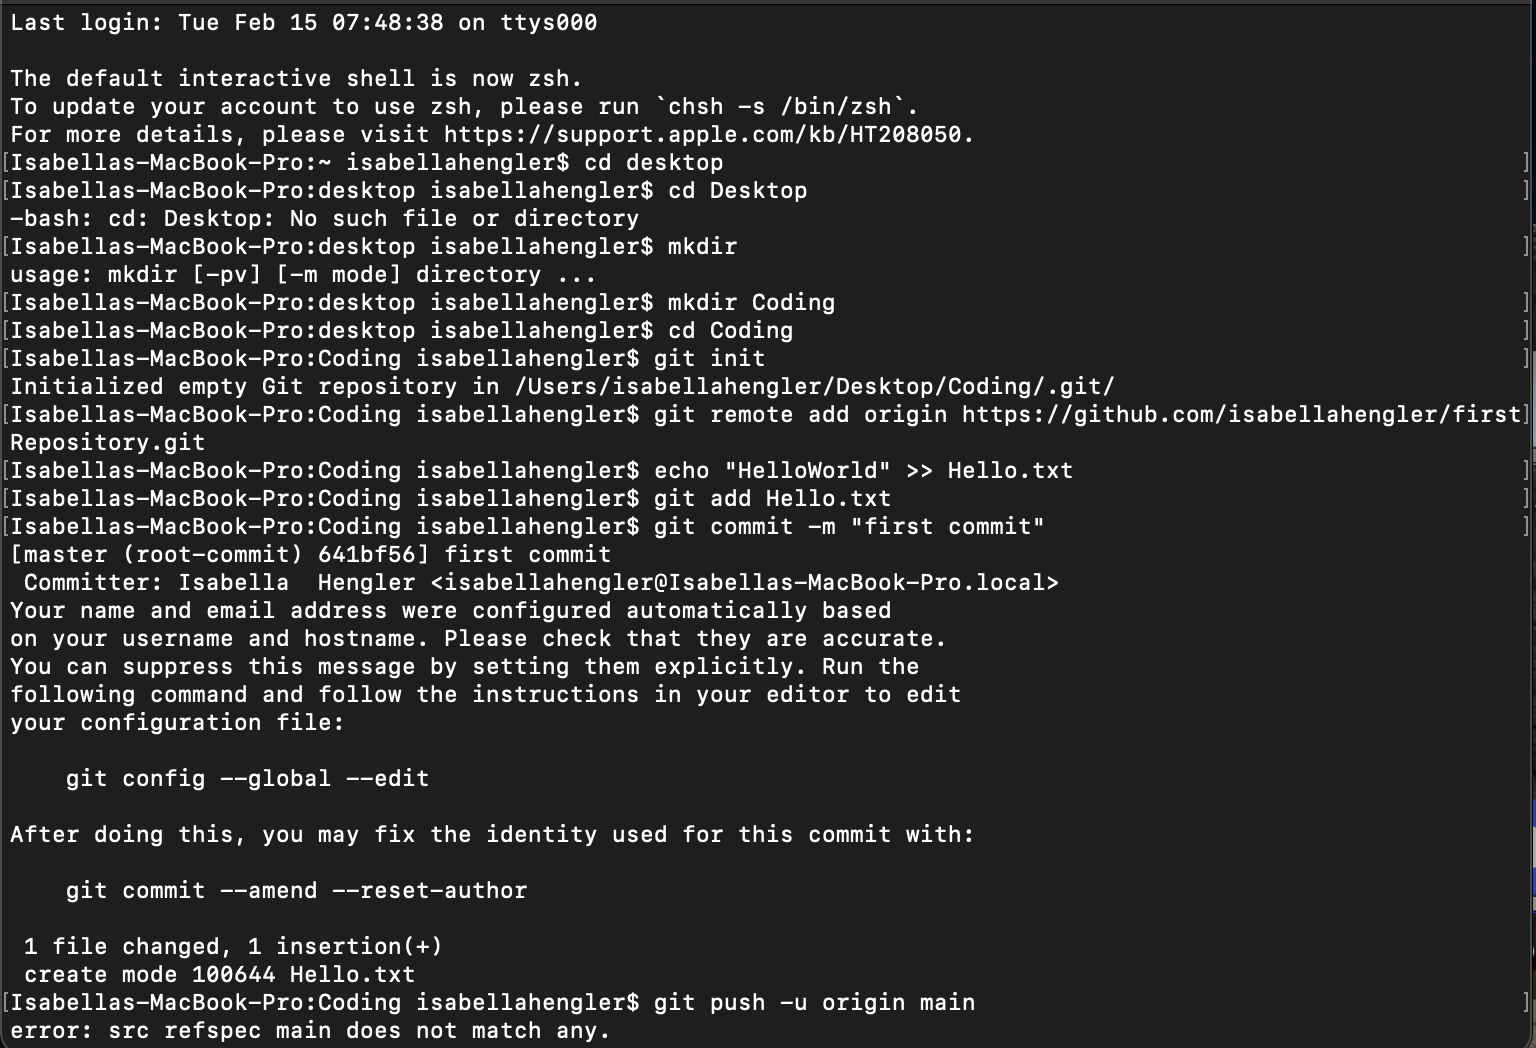 Last login: Tue Feb 15 07:48:38 on ttys000
The default interactive shell is now zsh.
To update your account to use zsh, please run `chsh -s /bin/zsh`.
For more details, please visit https://support.apple.com/kb/HT208050.
[Isabellas-MacBook-Pro:~ isabellahengler$ cd desktop ]
[Isabellas-MacBook-Pro:desktop isabellahengler$ cd Desktop ]
-bash: cd: Desktop: No such file or directory
[Isabellas-MacBook-Pro:desktop isabellahengler$ mkdir ]
usage: mkdir [-pv] [-m mode] directory ...
[Isabellas-MacBook-Pro:desktop isabellahengler$ mkdir Coding ]
[Isabellas-MacBook-Pro:desktop isabellahengler$ cd Coding ]
[Isabellas-MacBook-Pro:Coding isabellahengler$ git init ]
Initialized empty Git repository in /Users/isabellahengler/Desktop/Coding/.git/
[Isabellas-MacBook-Pro:Coding isabellahengler$ git remote add origin https://github.com/isabellahengler/first]
Repository.git
[Isabellas-MacBook-Pro:Coding isabellahengler$ echo "HelloWorld" >> Hello.txt ]
[Isabellas-MacBook-Pro:Coding isabellahengler$ git add Hello.txt ]
[Isabellas-MacBook-Pro:Coding isabellahengler$ git commit -m "first commit" ]
[master (root-commit) 641bf56] first commit
 Committer: Isabella  Hengler <isabellahengler@Isabellas-MacBook-Pro.local>
Your name and email address were configured automatically based
on your username and hostname. Please check that they are accurate.
You can suppress this message by setting them explicitly. Run the
following command and follow the instructions in your editor to edit
your configuration file:
    git config --global --edit
After doing this, you may fix the identity used for this commit with:
    git commit --amend --reset-author
 1 file changed, 1 insertion(+)
 create mode 100644 Hello.txt
[Isabellas-MacBook-Pro:Coding isabellahengler$ git push -u origin main ]
error: src refspec main does not match any.